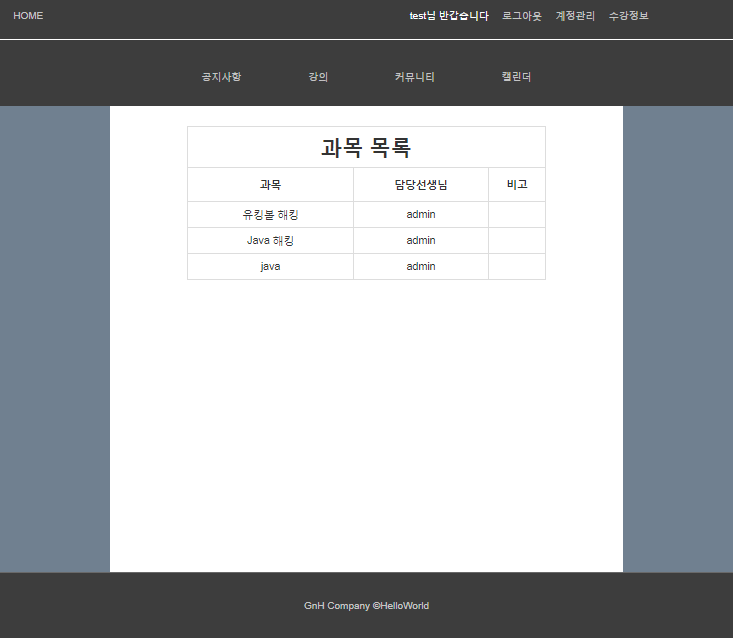 HOME test님 반갑습니다 로그아웃 계정관리 수강정보
공지사항 강의 커뮤니티 캘린더
과목 목록
과목 담당선생님 비고
유킹볼 해킹 admin
Java 해킹 admin
java admin
GnH Company ©HelloWorld